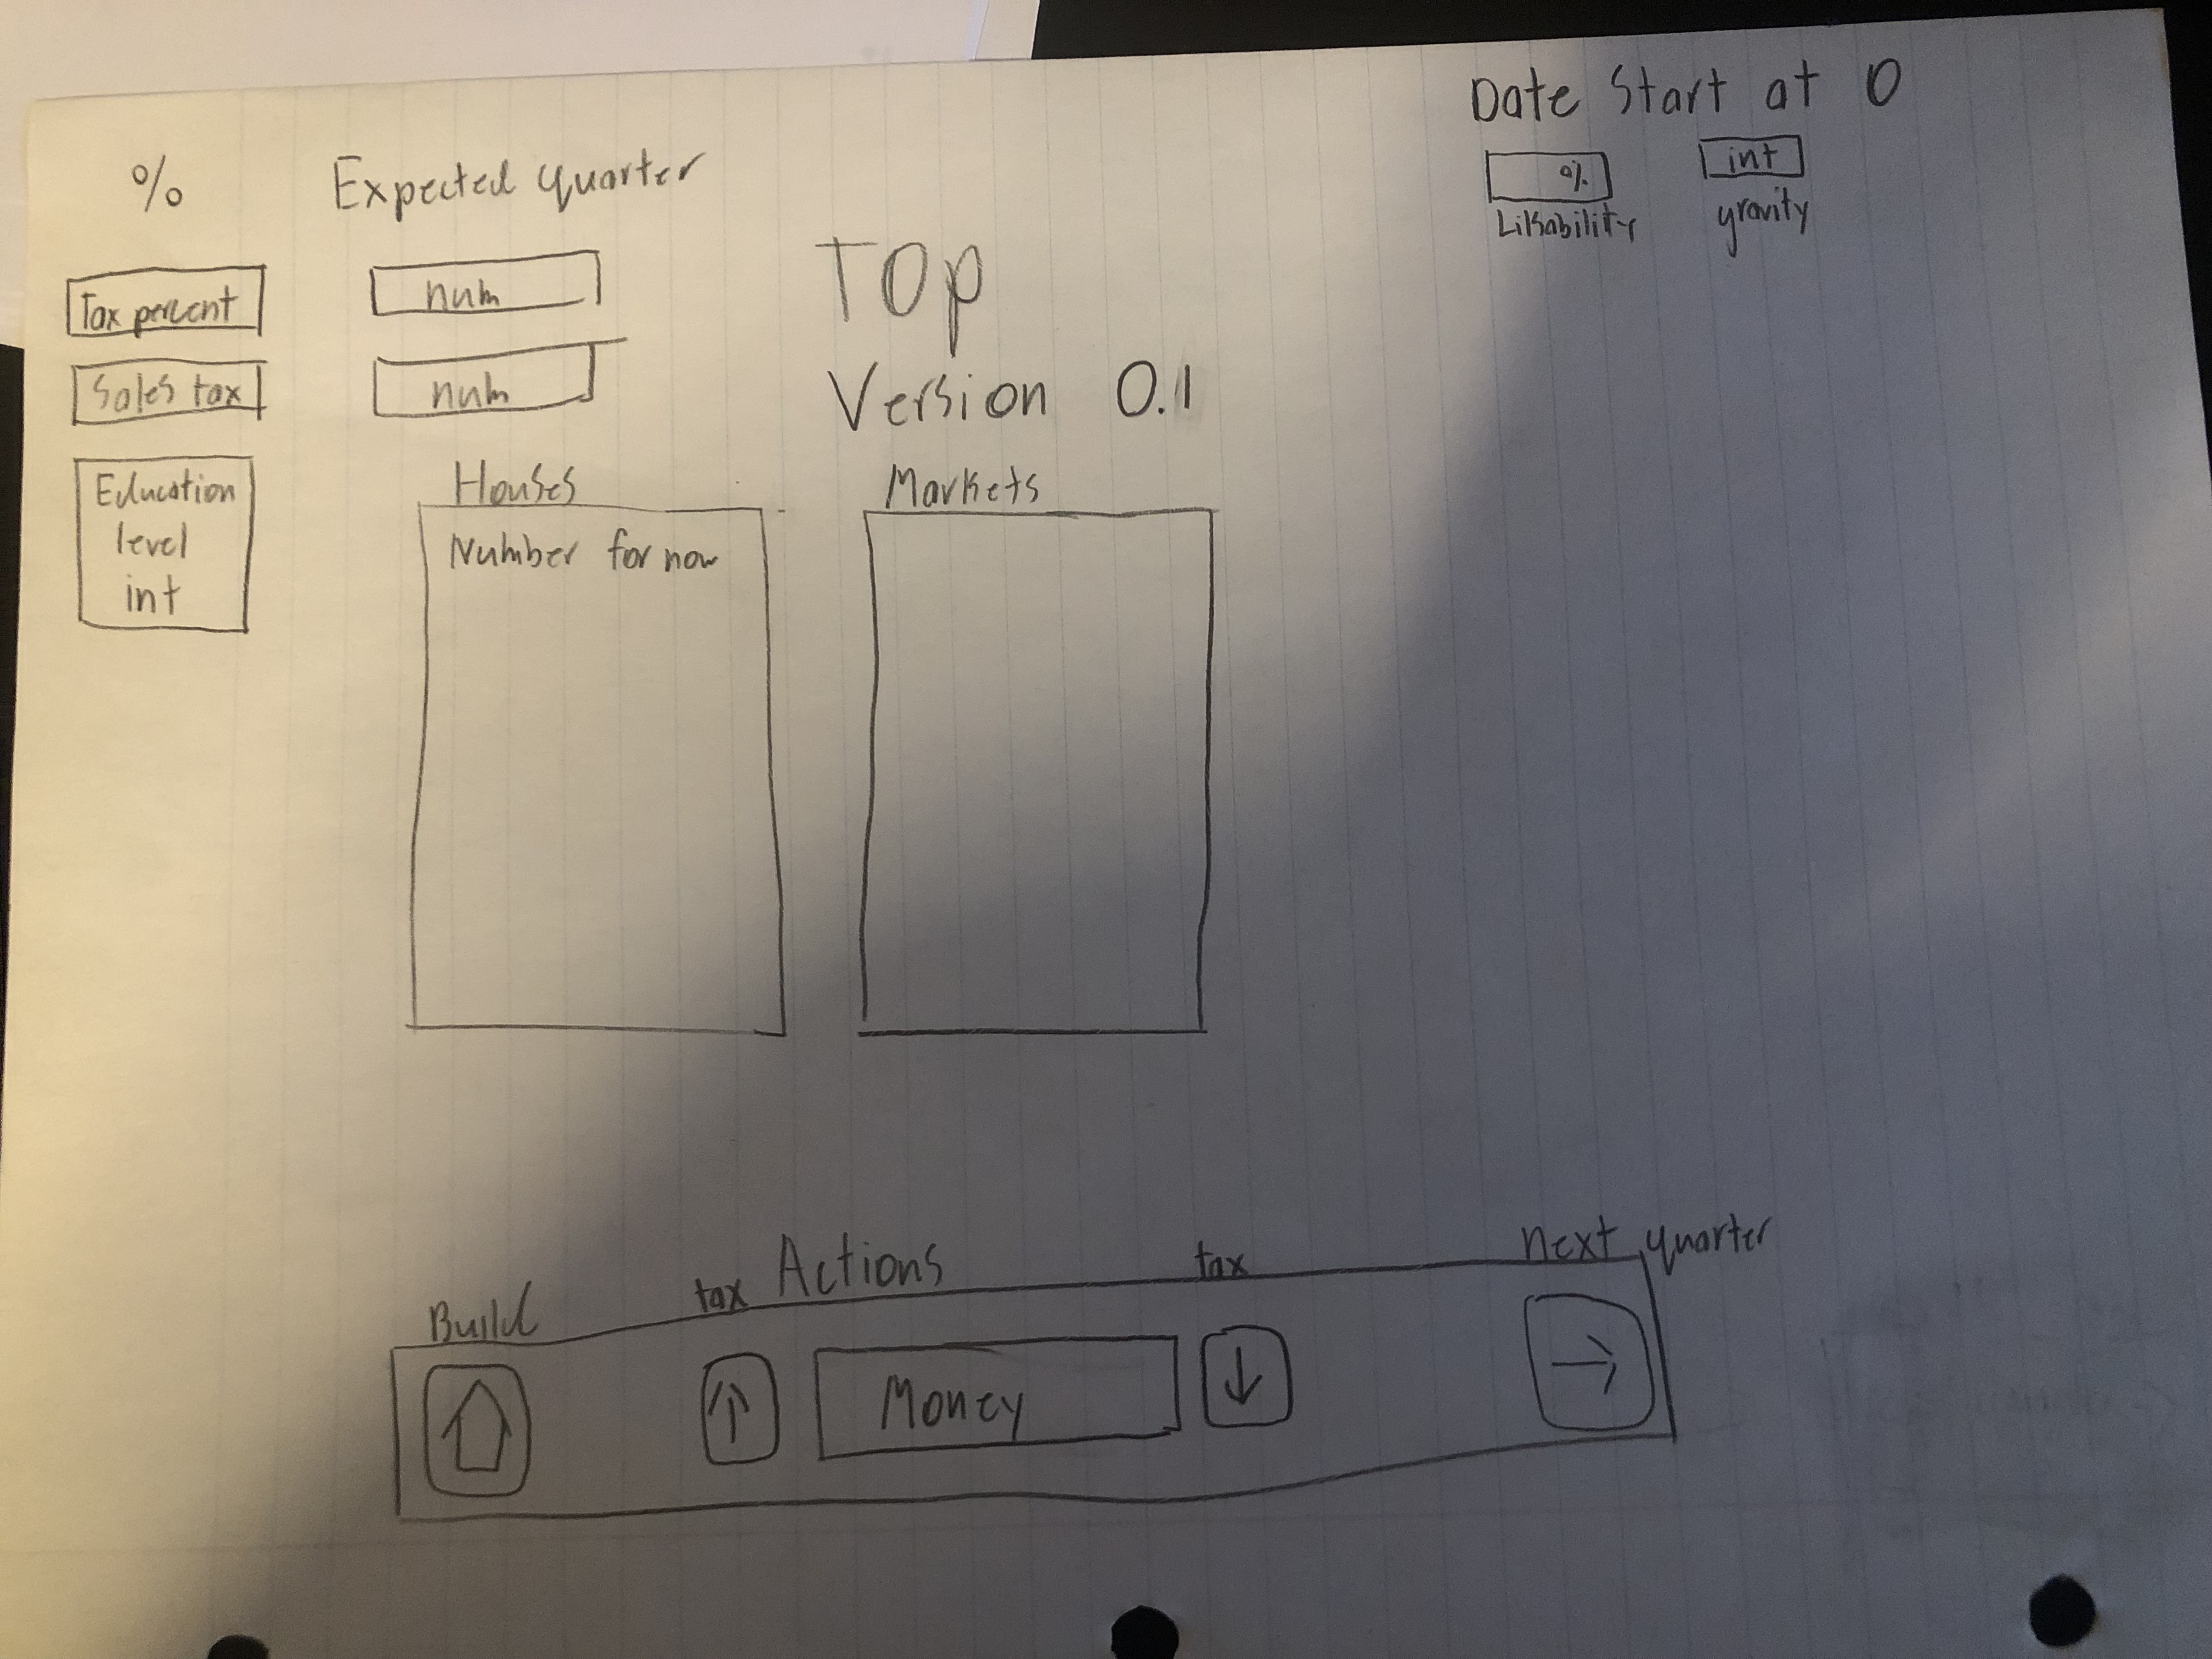 Date start at 0
% Expected quarter
Tax percent
num
Top
%
int
Likability
gravity
Sales tax
num
Version 0.11
Education
level
int
Houses
Number for now
Markets
Actions
Build
tax
tax
next quarter
Money